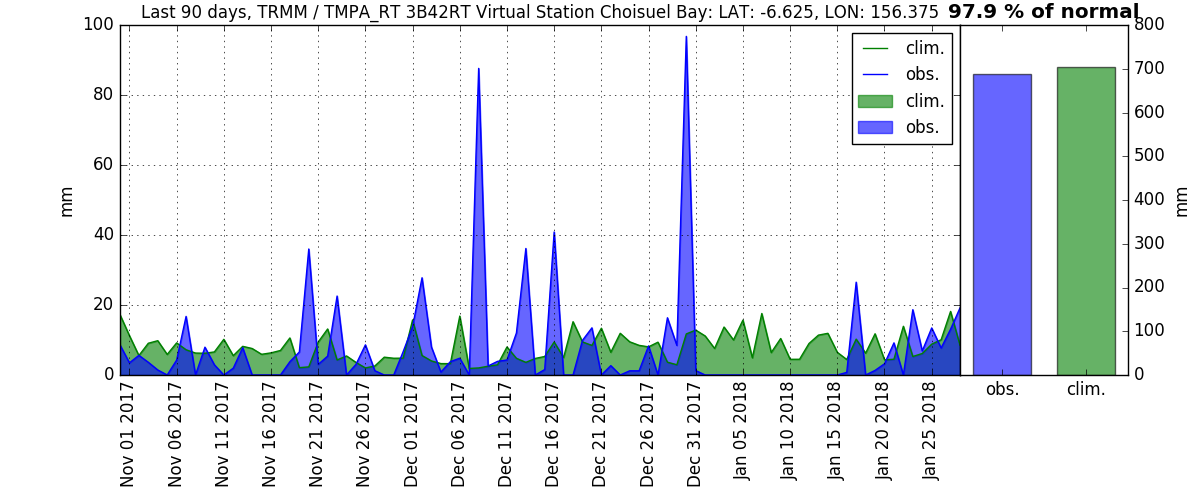 Last 90 days, TRMM / TMPA_RT 3B42RT Virtual Station Choisuel Bay: LAT: -6.625, LON: 156.375 97.9 % of normal
100
80
60
40
20
0
mm
clim.
obs.
clim.
obs.
800
700
600
500
400
300
200
100
0
mm
Nov 01 2017
Nov 06 2017
Nov 11 2017
Nov 16 2017
Nov 21 2017
Nov 26 2017
Dec 01 2017
Dec 06 2017
Dec 11 2017
Dec 16 2017
Dec 21 2017
Dec 26 2017
Dec 31 2017
Jan 05 2018
Jan 10 2018
Jan 15 2018
Jan 20 2018
Jan 25 2018
obs.
clim.